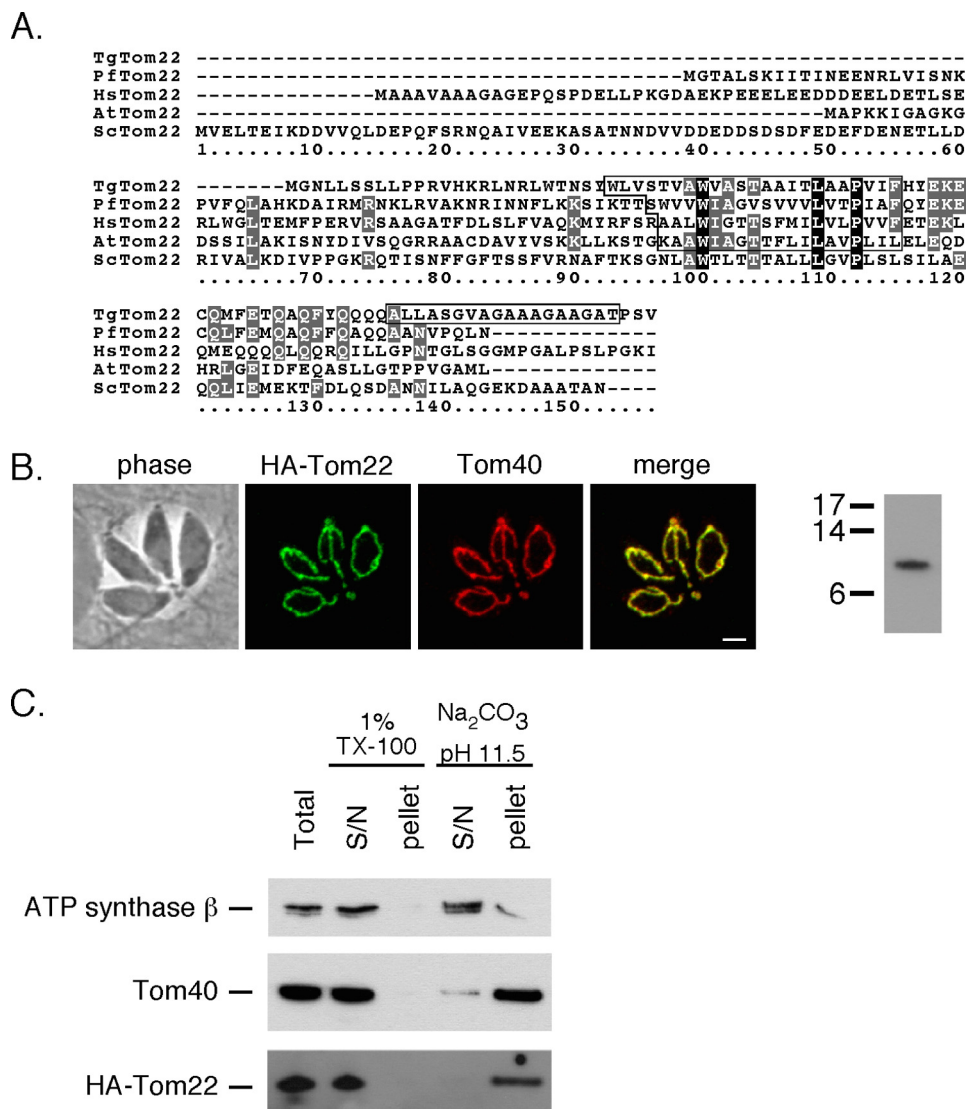 A.
TgTom22 ------------------------------------------------------------
PfTom22 --------------------------------------MGTALSKIITINEENRLVISNK
HsTom22 --------------MAAAVAAAGAGEPQSPDELLPKGDAEKPEEELEEDDDEELDETLSE
AtTom22 -------------------------------------------------MAPKKIGAGKG
ScTom22 MVELTEIKDDVVQLDEPQFSRNQAIVEEKASATNNDVVDDEDDSDSDFEDEFDENETLLD
1.......10........20........30........40........50........60
TgTom22 -------MGNLLSSLLPPRVHKRLNRLWTNSYWLVSTVAWVASTAAITLAAPVIFHYEKE
PfTom22 PVFQLAHKDAIRMRNKLRVRNKRINNFLKKSIKTTSWVVWIAGVSVVVLVTPIAFQYEKE
HsTom22 RLWGLTEMFPERVRSAAGATFDLSLFVAQKMYRFSRAALWIGTTSFMILVLPVVFETEKL
AtTom22 DSSILAKISNYDIVSQGRRAACDAVYVSKKLLKSTGKAAWIAGTTFLILAVPLILELEQD
ScTom22 RIVALKDIVPPGKRQTISNFFGFTSSFVRNAFTKSGNLAWTLTTTALLLGVPLSLSILAE
........70........80........90.......100.......110.......120
TgTom22 CQMFETQAQFYQQQQALLASGVAGAAAGAAGATPSV
PfTom22 CQLFEMQAQFFQAQQAANVPQLN-------------
HsTom22 QMEQQQQLQQRQILLGPNTGLSGGMPGALPSLPGKI
AtTom22 HRLGEIDFEQASLLGTPPVGAML-------------
ScTom22 QQLIEMEKTFDLQSDANNILAQGEKDAAATAN----
.......130.......140.......150......
B.
phase HA-Tom22 Tom40 merge
17
14
6
C.
1% TX-100
Na2CO3 pH 11.5
Total S/N pellet S/N pellet
ATP synthase β
Tom40
HA-Tom22